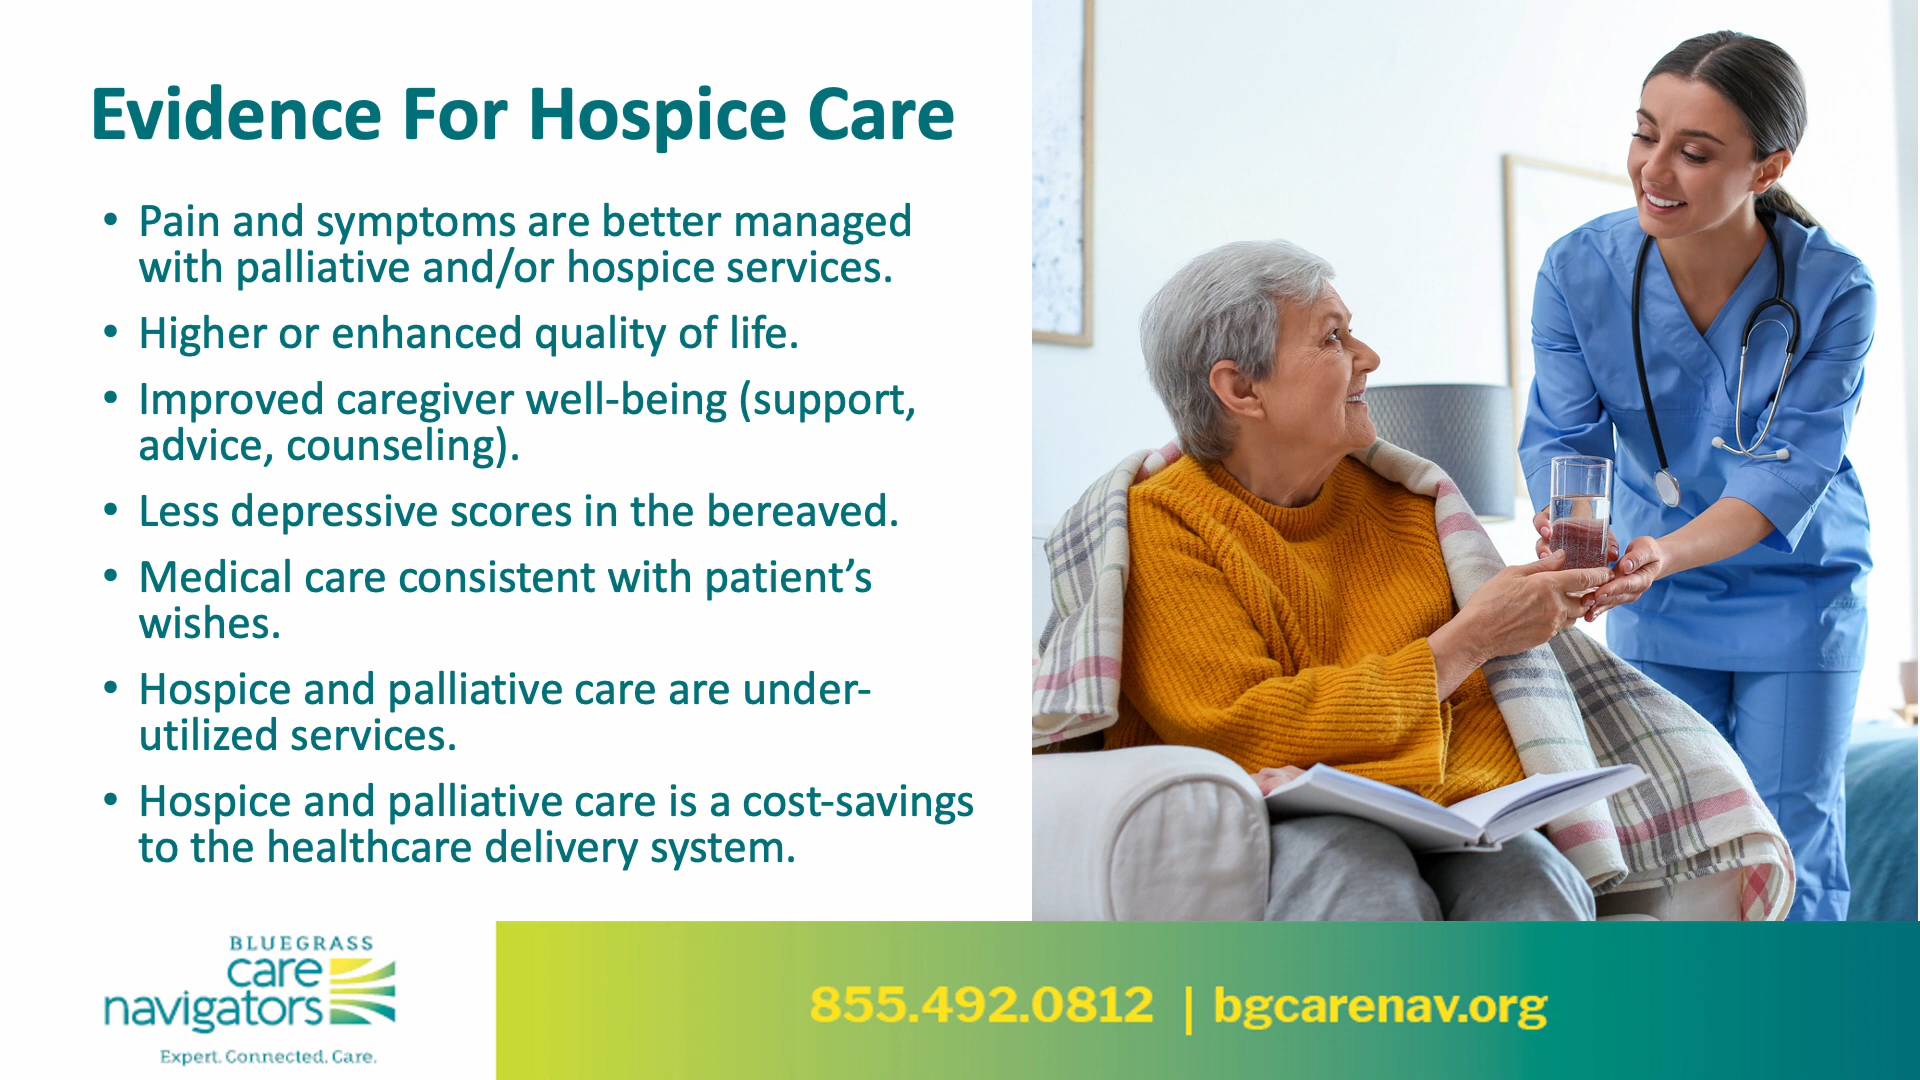 Evidence For Hospice Care
• Pain and symptoms are better managed
with palliative and/or hospice services.
• Higher or enhanced quality of life.
• Improved caregiver well-being (support,
advice, counseling).
• Less depressive scores in the bereaved.
• Medical care consistent with patient’s
wishes.
• Hospice and palliative care are under-
utilized services.
• Hospice and palliative care is a cost-savings
to the healthcare delivery system.
BLUEGRASS
care
navigators
Expert. Connected. Care.
855.492.0812 | bgcarenav.org